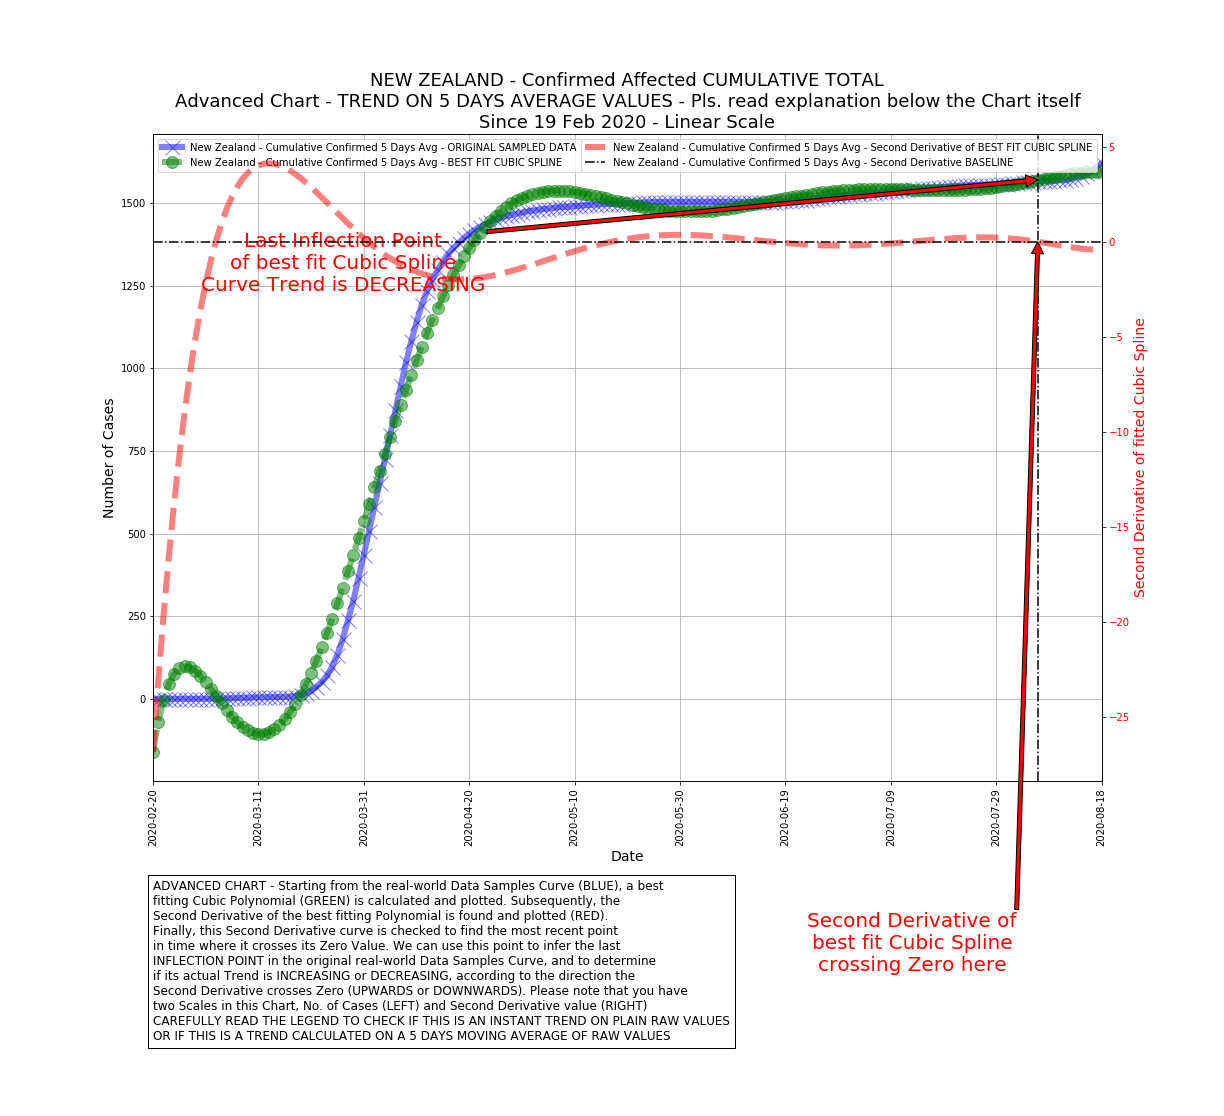 NEW ZEALAND - Confirmed Affected CUMULATIVE TOTAL
Advanced Chart - TREND ON 5 DAYS AVERAGE VALUES - Pls. read explanation below the Chart itself
Since 19 Feb 2020 - Linear Scale
New Zealand - Cumulative Confirmed 5 Days Avg - ORIGINAL SAMPLED DATA
New Zealand - Cumulative Confirmed 5 Days Avg - BEST FIT CUBIC SPLINE
New Zealand - Cumulative Confirmed 5 Days Avg - Second Derivative of BEST FIT CUBIC SPLINE
New Zealand - Cumulative Confirmed 5 Days Avg - Second Derivative BASELINE
Last Inflection Point
of best fit Cubic Spline
Curve Trend is DECREASING
Number of Cases
1500
1250
1000
750
500
250
0
5
0
−5
−10
−15
−20
−25
Second Derivative of fitted Cubic Spline
2020-02-20
2020-03-11
2020-03-31
2020-04-20
2020-05-10
2020-05-30
2020-06-19
2020-07-09
2020-07-29
2020-08-18
Date
ADVANCED CHART - Starting from the real-world Data Samples Curve (BLUE), a best
fitting Cubic Polynomial (GREEN) is calculated and plotted. Subsequently, the
Second Derivative of the best fitting Polynomial is found and plotted (RED).
Finally, this Second Derivative curve is checked to find the most recent point
in time where it crosses its Zero Value. We can use this point to infer the last
INFLECTION POINT in the original real-world Data Samples Curve, and to determine
if its actual Trend is INCREASING or DECREASING, according to the direction the
Second Derivative crosses Zero (UPWARDS or DOWNWARDS). Please note that you have
two Scales in this Chart, No. of Cases (LEFT) and Second Derivative value (RIGHT)
CAREFULLY READ THE LEGEND TO CHECK IF THIS IS AN INSTANT TREND ON PLAIN RAW VALUES
OR IF THIS IS A TREND CALCULATED ON A 5 DAYS MOVING AVERAGE OF RAW VALUES
Second Derivative of
best fit Cubic Spline
crossing Zero here